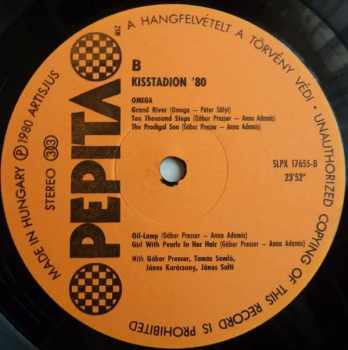 A HANGFELVÉTELT A TÖRVÉNY VÉDI · UNAUTHORIZED COPYING OF THIS RECORD IS PROHIBITED
MADE IN HUNGARY Ⓟ 1980 ARTISJUS
STEREO 33
PEPITA
B
KISSTADION '80
OMEGA
Grand River (Omega — Péter Sülyi)
Ten Thousand Steps (Gábor Presser — Anna Adamis)
The Prodigal Son (Gábor Presser — Anna Adamis)
SLPX 17655-B
23'52"
Oil-Lamp (Gábor Presser — Anna Adamis)
Girl With Pearls In Her Hair (Gábor Presser — Anna Adamis)
With Gábor Presser, Tamás Somló,
János Karácsony, János Solti